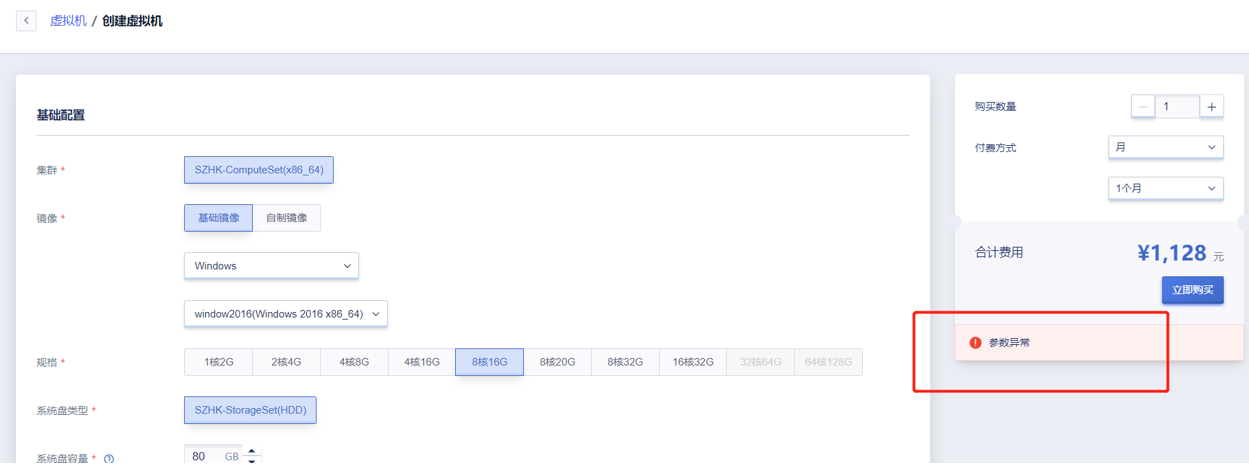 虚拟机 / 创建虚拟机
基础配置
集群 *
SZHK-ComputeSet(x86_64)
镜像 *
基础镜像 自制镜像
Windows
window2016(Windows 2016 x86_64)
规格 *
1核2G 2核4G 4核8G 4核16G 8核16G 8核20G 8核32G 16核32G 32核64G 64核128G
系统盘类型 *
SZHK-StorageSet(HDD)
系统盘容量 *
80 GB
购买数量
1
付费方式
月
1个月
合计费用
¥1,128 元
立即购买
参数异常